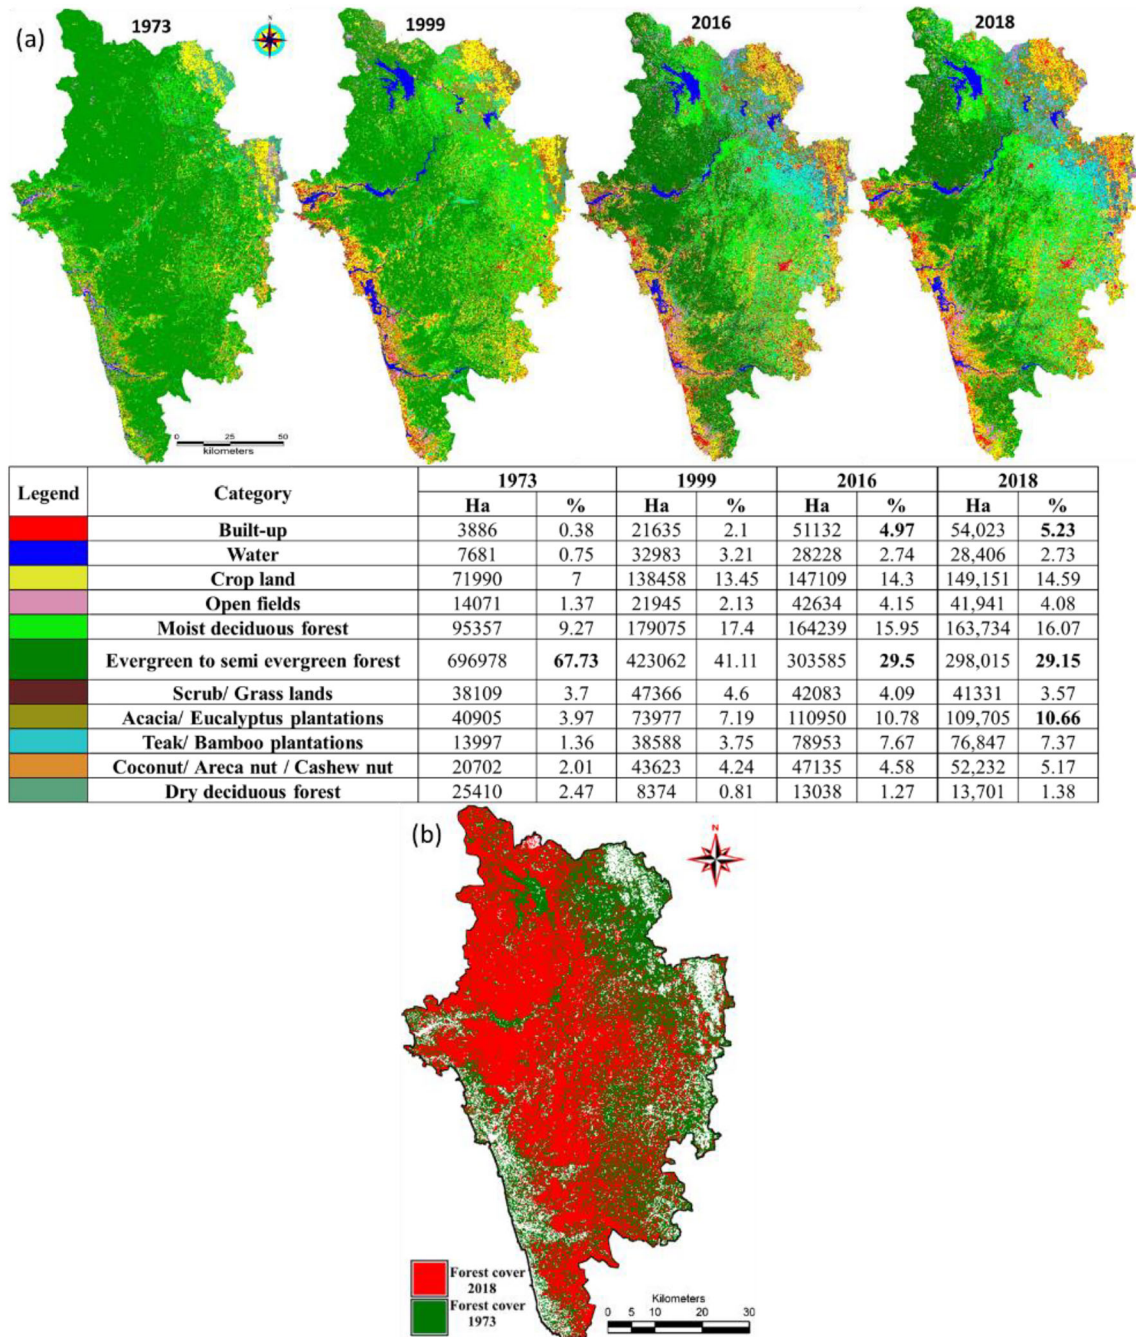 (a)
1973
1999
2016
2018
N
0 25 50
kilometers
Legend Category 1973 1999 2016 2018
Ha % Ha % Ha % Ha %
Built-up 3886 0.38 21635 2.1 51132 4.97 54,023 5.23
Water 7681 0.75 32983 3.21 28228 2.74 28,406 2.73
Crop land 71990 7 138458 13.45 147109 14.3 149,151 14.59
Open fields 14071 1.37 21945 2.13 42634 4.15 41,941 4.08
Moist deciduous forest 95357 9.27 179075 17.4 164239 15.95 163,734 16.07
Evergreen to semi evergreen forest 696978 67.73 423062 41.11 303585 29.5 298,015 29.15
Scrub/ Grass lands 38109 3.7 47366 4.6 42083 4.09 41331 3.57
Acacia/ Eucalyptus plantations 40905 3.97 73977 7.19 110950 10.78 109,705 10.66
Teak/ Bamboo plantations 13997 1.36 38588 3.75 78953 7.67 76,847 7.37
Coconut/ Areca nut / Cashew nut 20702 2.01 43623 4.24 47135 4.58 52,232 5.17
Dry deciduous forest 25410 2.47 8374 0.81 13038 1.27 13,701 1.38
(b)
N
Forest cover
2018
Forest cover
1973
Kilometers
0 5 10 20 30